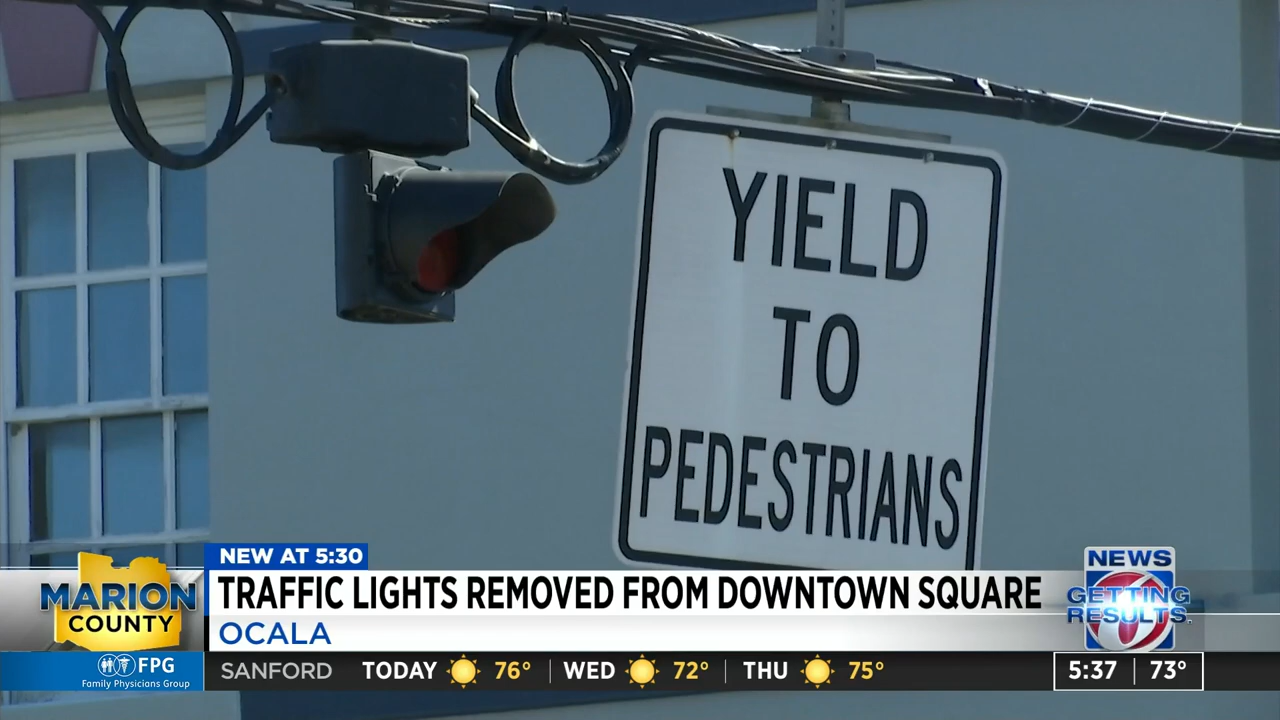 YIELD
TO
PEDESTRIANS
NEW AT 5:30
MARION
COUNTY
TRAFFIC LIGHTS REMOVED FROM DOWNTOWN SQUARE
OCALA
NEWS
6
GETTING
RESULTS.
FPG
Family Physicians Group
SANFORD TODAY 76° WED 72° THU 75°
5:37 73°